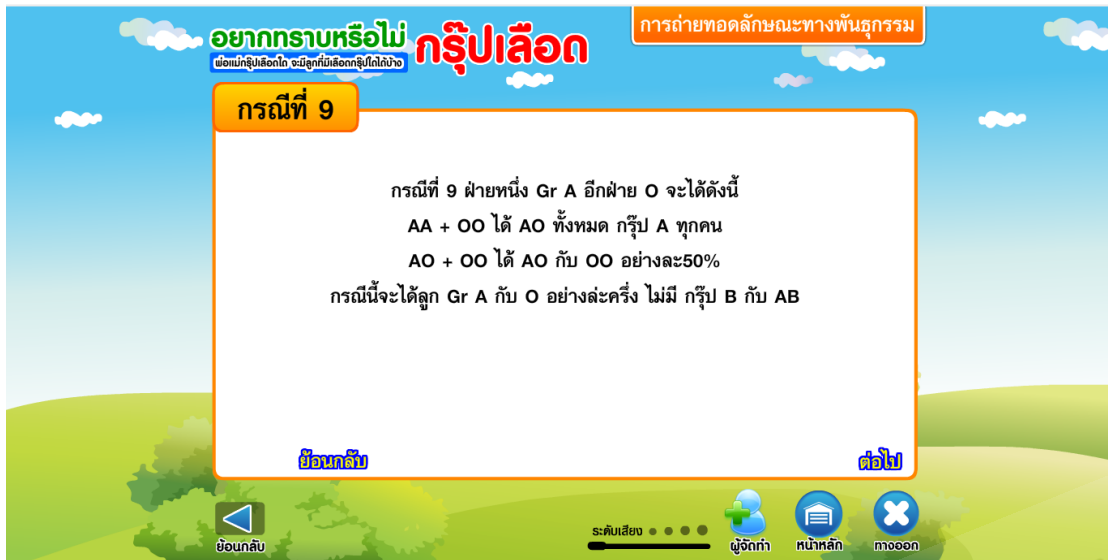 การถ่ายทอดลักษณะทางพันธุกรรม
อยากทราบหรือไม่ กรุ๊ปเลือด
พ่อแม่กรุ๊ปเลือดใด จะมีลูกที่มีเลือดกรุ๊ปใดได้บ้าง
กรณีที่ 9
กรณีที่ 9 ฝ่ายหนึ่ง Gr A อีกฝ่าย O จะได้ดังนี้
AA + OO ได้ AO ทั้งหมด กรุ๊ป A ทุกคน
AO + OO ได้ AO กับ OO อย่างละ50%
กรณีนี้จะได้ลูก Gr A กับ O อย่างล่ะครึ่ง ไม่มี กรุ๊ป B กับ AB
ย้อนกลับ ต่อไป
ระดับเสียง
ย้อนกลับ ผู้จัดทำ หน้าหลัก ทางออก